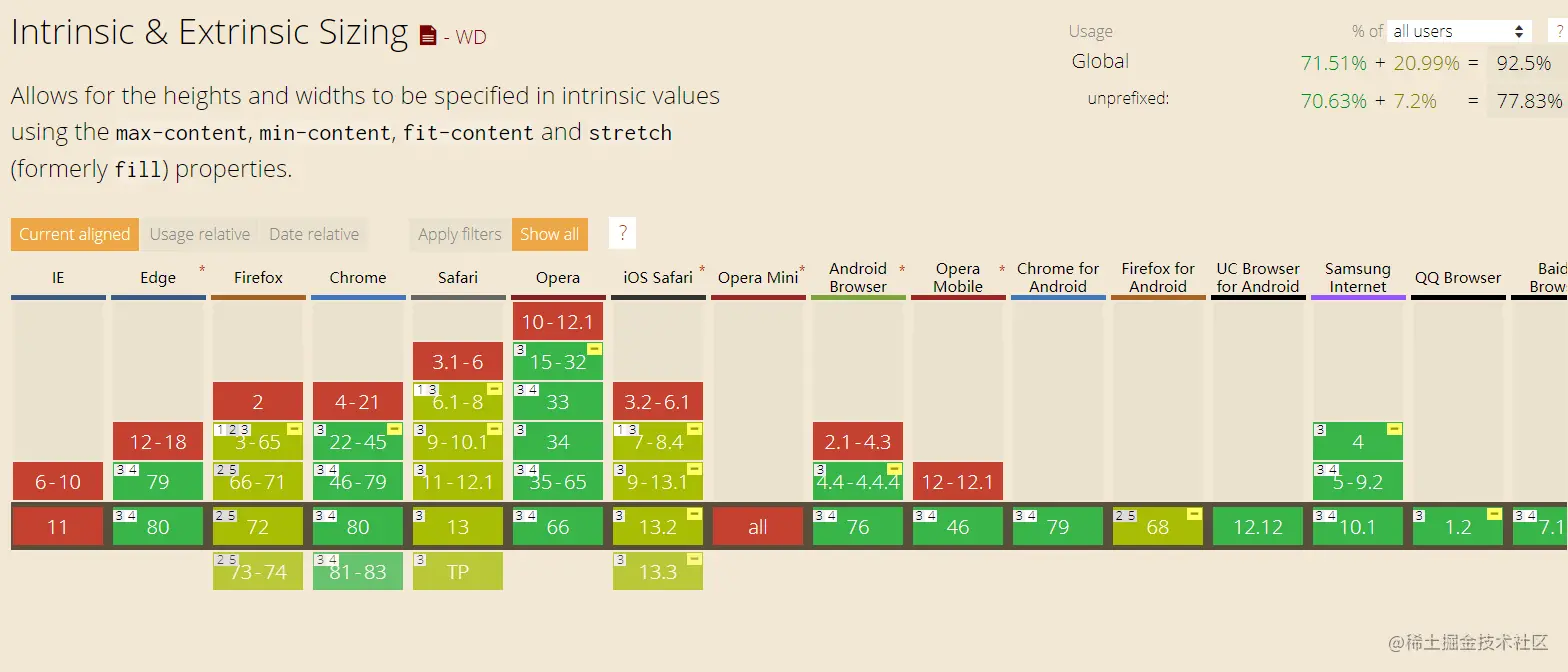 Intrinsic & Extrinsic Sizing - WD
Allows for the heights and widths to be specified in intrinsic values
using the max-content, min-content, fit-content and stretch
(formerly fill) properties.
Usage % of all users ?
Global 71.51% + 20.99% = 92.5%
unprefixed: 70.63% + 7.2% = 77.83%
Current aligned Usage relative Date relative Apply filters Show all ?
IE Edge * Firefox Chrome Safari Opera iOS Safari * Opera Mini * Android Browser * Opera Mobile * Chrome for Android Firefox for Android UC Browser for Android Samsung Internet QQ Browser Baid Brow
10-12.1
3.1-6 3 15-32
2 4-21 1 3 6.1-8 3 4 33 3.2-6.1
12-18 1 2 3 3-65 3 22-45 3 9-10.1 3 34 1 3 7-8.4 2.1-4.3 3 4
6-10 3 4 79 2 5 66-71 3 4 46-79 3 11-12.1 3 4 35-65 3 9-13.1 3 4.4-4.4.4 12-12.1 3 4 5-9.2
11 3 4 80 2 5 72 3 4 80 3 13 3 4 66 3 13.2 all 3 4 76 3 4 46 3 4 79 2 5 68 12.12 3 4 10.1 3 1.2 3 4 7.1
2 5 73-74 3 4 81-83 3 TP 3 13.3
@稀土掘金技术社区